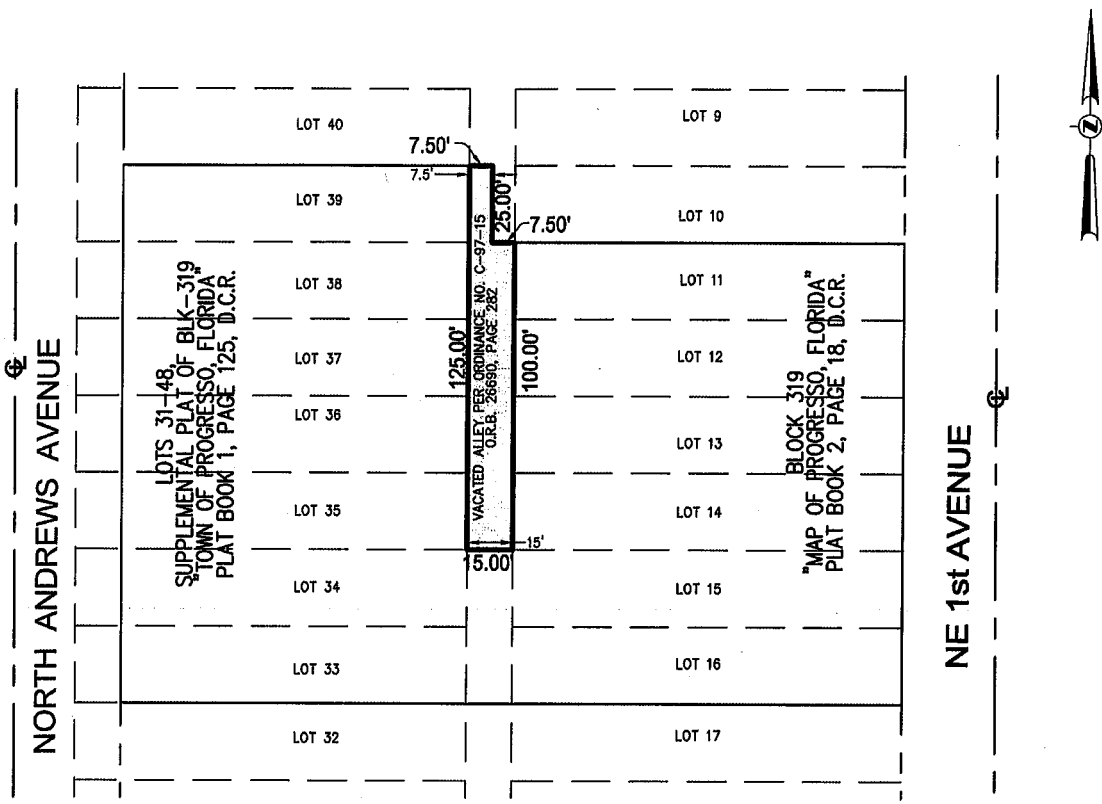 LOT 40
LOT 9
7.50'
7.5'
25.00'
LOT 39
LOT 10
7.50'
LOT 38
LOT 11
LOT 37
LOT 12
LOT 36
LOT 13
LOT 35
LOT 14
LOT 34
LOT 15
LOT 33
LOT 16
LOT 32
LOT 17
125.00'
100.00'
15'
15.00'
VACATED ALLEY PER ORDINANCE NO. C-97-15
O.R.B. 26690, PAGE 282
LOTS 31-48,
SUPPLEMENTAL PLAT OF BLK-319
"TOWN OF PROGRESSO, FLORIDA"
PLAT BOOK 1, PAGE 125, D.C.R.
BLOCK 319
"MAP OF PROGRESSO, FLORIDA"
PLAT BOOK 2, PAGE 18, D.C.R.
NORTH ANDREWS AVENUE
℄
NE 1st AVENUE
℄
N